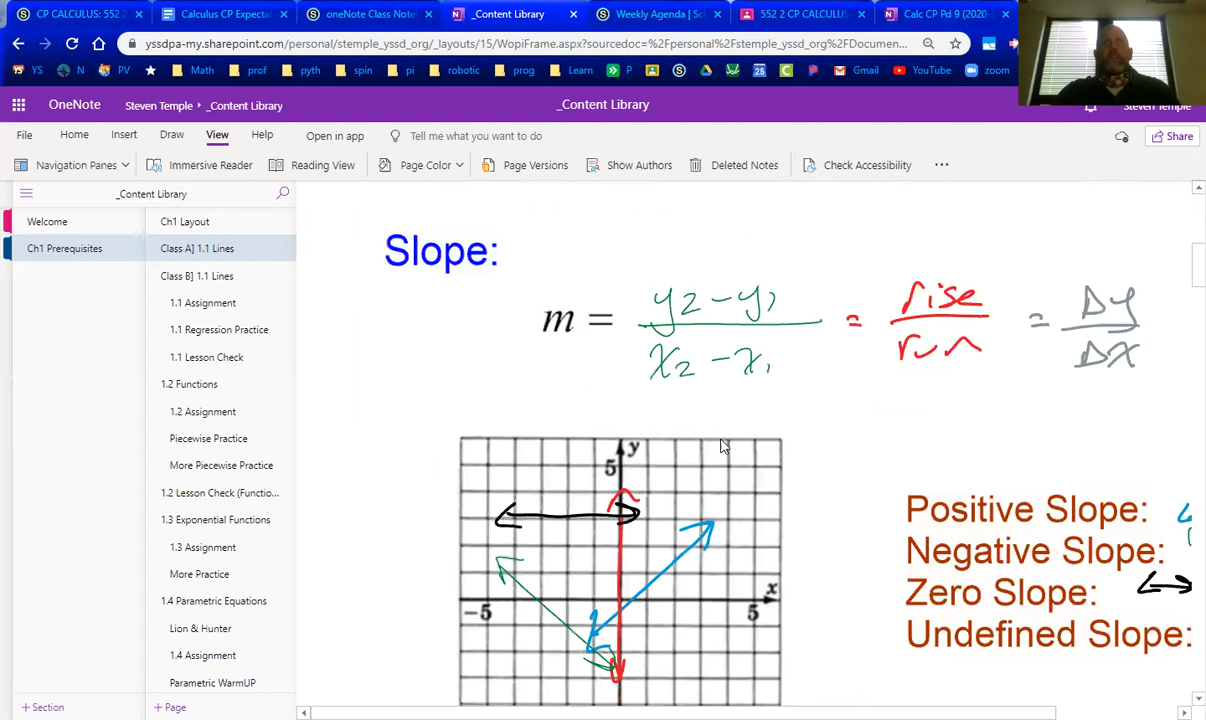 CP CALCULUS: 552 2
Calculus CP Expecta
oneNote Class Note
_Content Library
Weekly Agenda | Sc
552 2 CP CALCULUS
Calc CP Pd 9 (2020-
yssdpa-my.sharepoint.com/personal/stemple_yssd_org/_layouts/15/WopiFrame.aspx?sourcedoc=%2Fpersonal%2Fstemple_yssd_org%2FDocumen...
YS N PV Math prof pyth spin pi robotic prog Learn P Gmail YouTube zoom
OneNote Steven Temple › _Content Library _Content Library Steven Temple
File Home Insert Draw View Help Open in app Tell me what you want to do Share
Navigation Panes Immersive Reader Reading View Page Color Page Versions Show Authors Deleted Notes Check Accessibility ...
_Content Library
Welcome
Ch1 Prerequisites
Ch1 Layout
Class A] 1.1 Lines
Class B] 1.1 Lines
1.1 Assignment
1.1 Regression Practice
1.1 Lesson Check
1.2 Functions
1.2 Assignment
Piecewise Practice
More Piecewise Practice
1.2 Lesson Check (Functio...
1.3 Exponential Functions
1.3 Assignment
More Practice
1.4 Parametric Equations
Lion & Hunter
1.4 Assignment
Parametric WarmUP
+ Section
+ Page
Slope:
m = y2 - y1 / x2 - x1 = rise / run = Δy / Δx
5 y
-5 5 x
Positive Slope:
Negative Slope:
Zero Slope:
Undefined Slope: